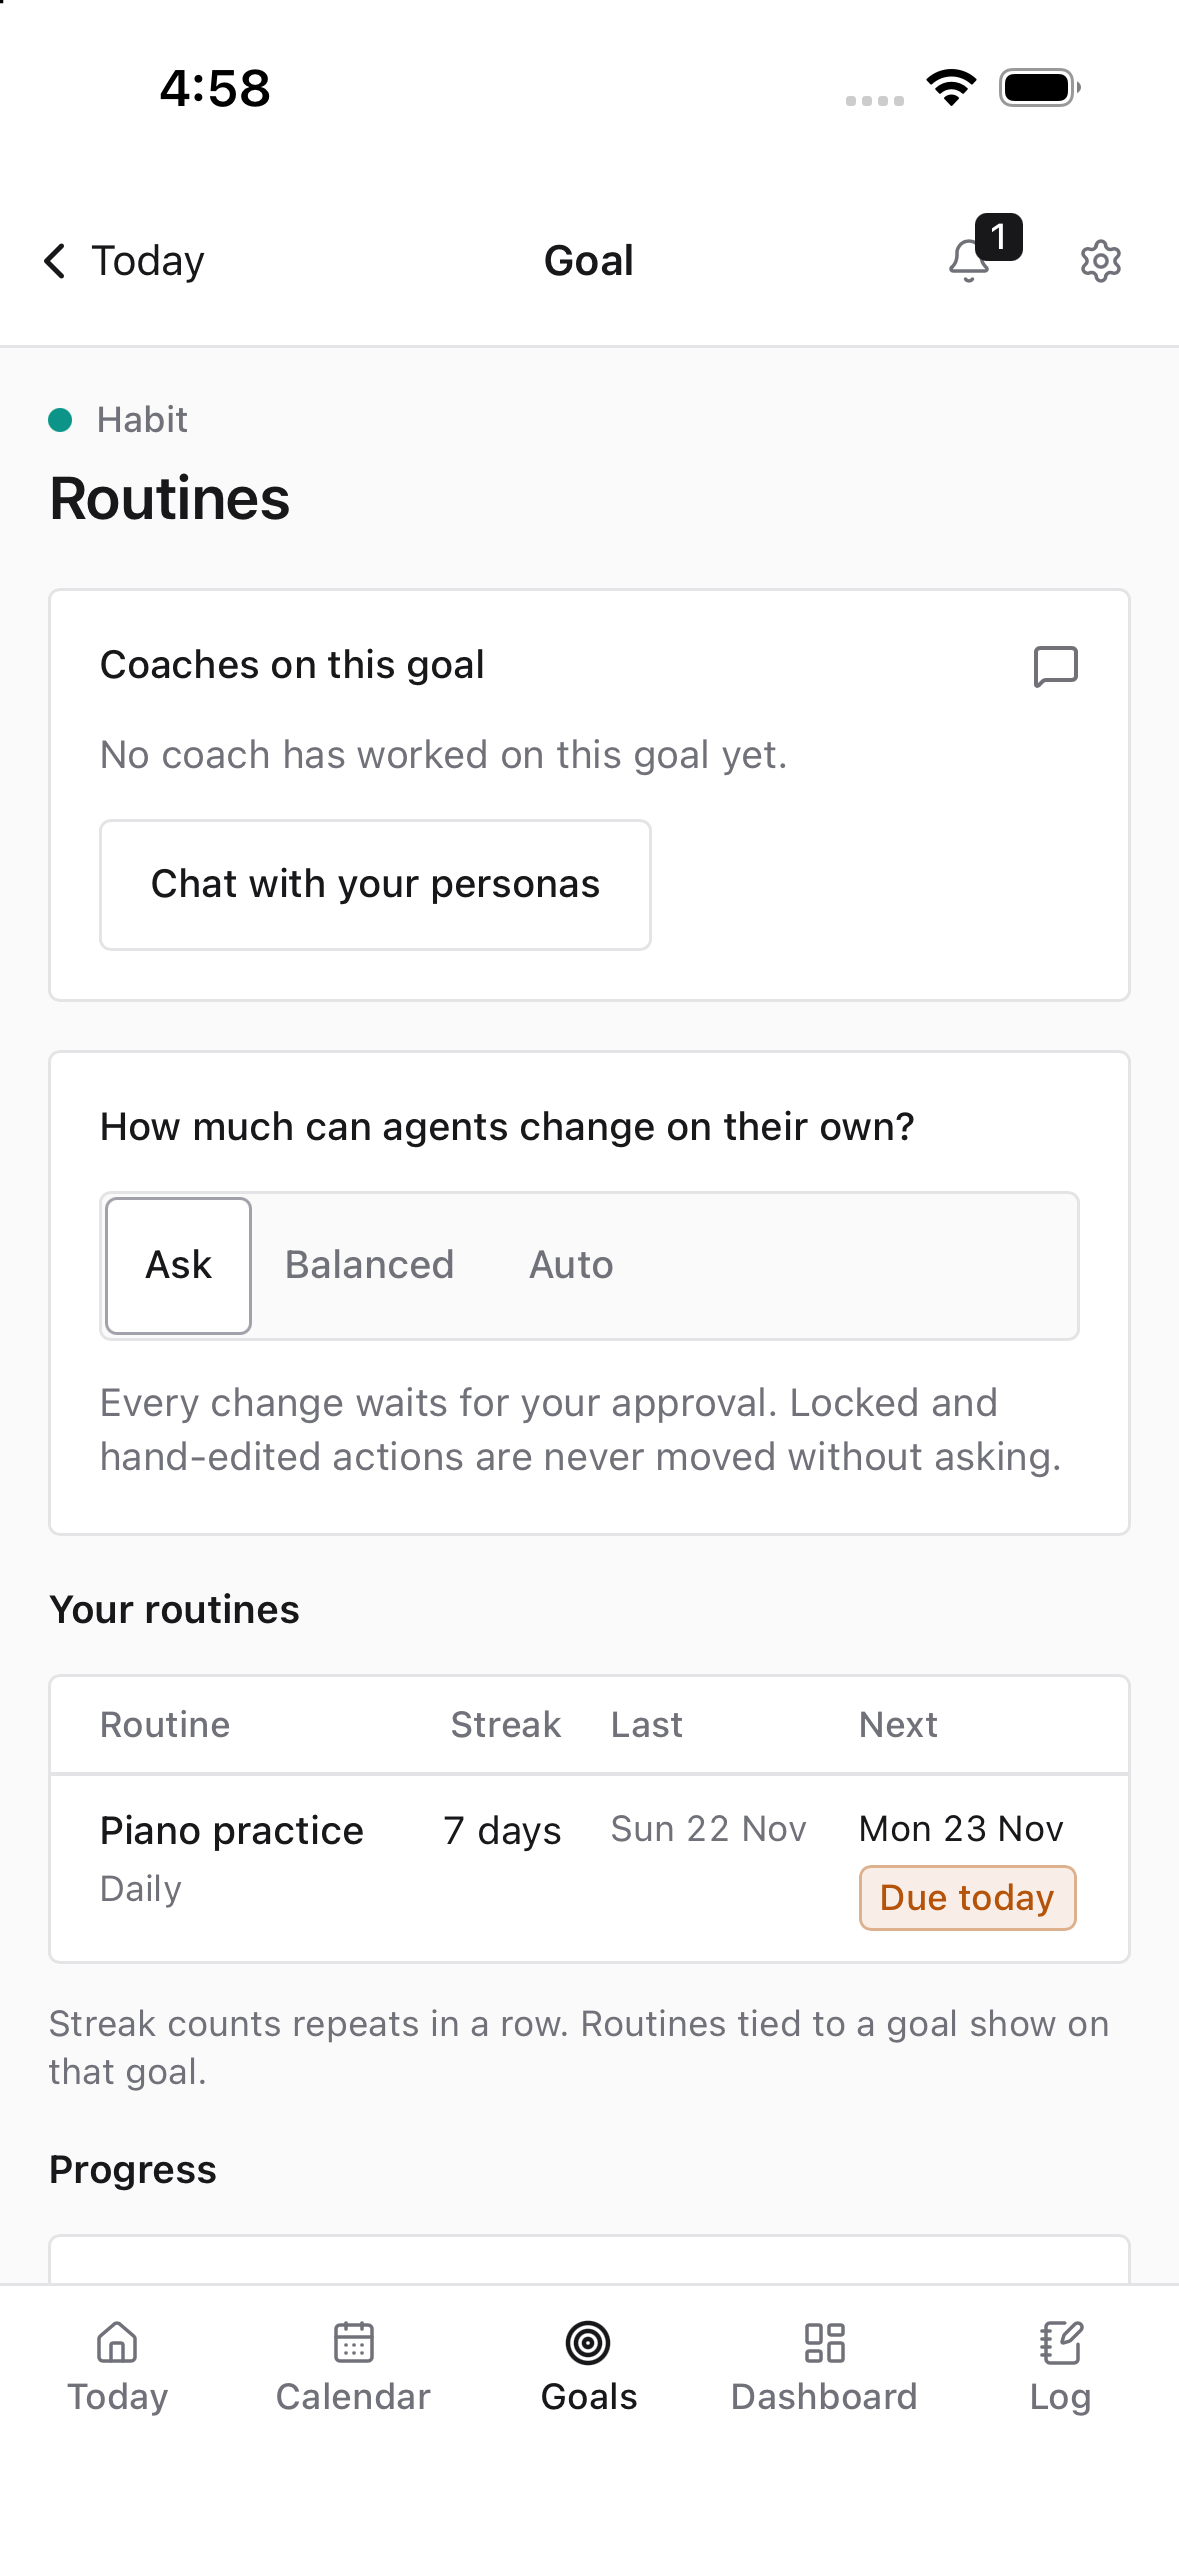 4:58
Today
Goal
1
Habit
Routines
Coaches on this goal
No coach has worked on this goal yet.
Chat with your personas
How much can agents change on their own?
Ask
Balanced
Auto
Every change waits for your approval. Locked and
hand-edited actions are never moved without asking.
Your routines
Routine Streak Last Next
Piano practice 7 days Sun 22 Nov Mon 23 Nov
Daily Due today
Streak counts repeats in a row. Routines tied to a goal show on
that goal.
Progress
Today Calendar Goals Dashboard Log